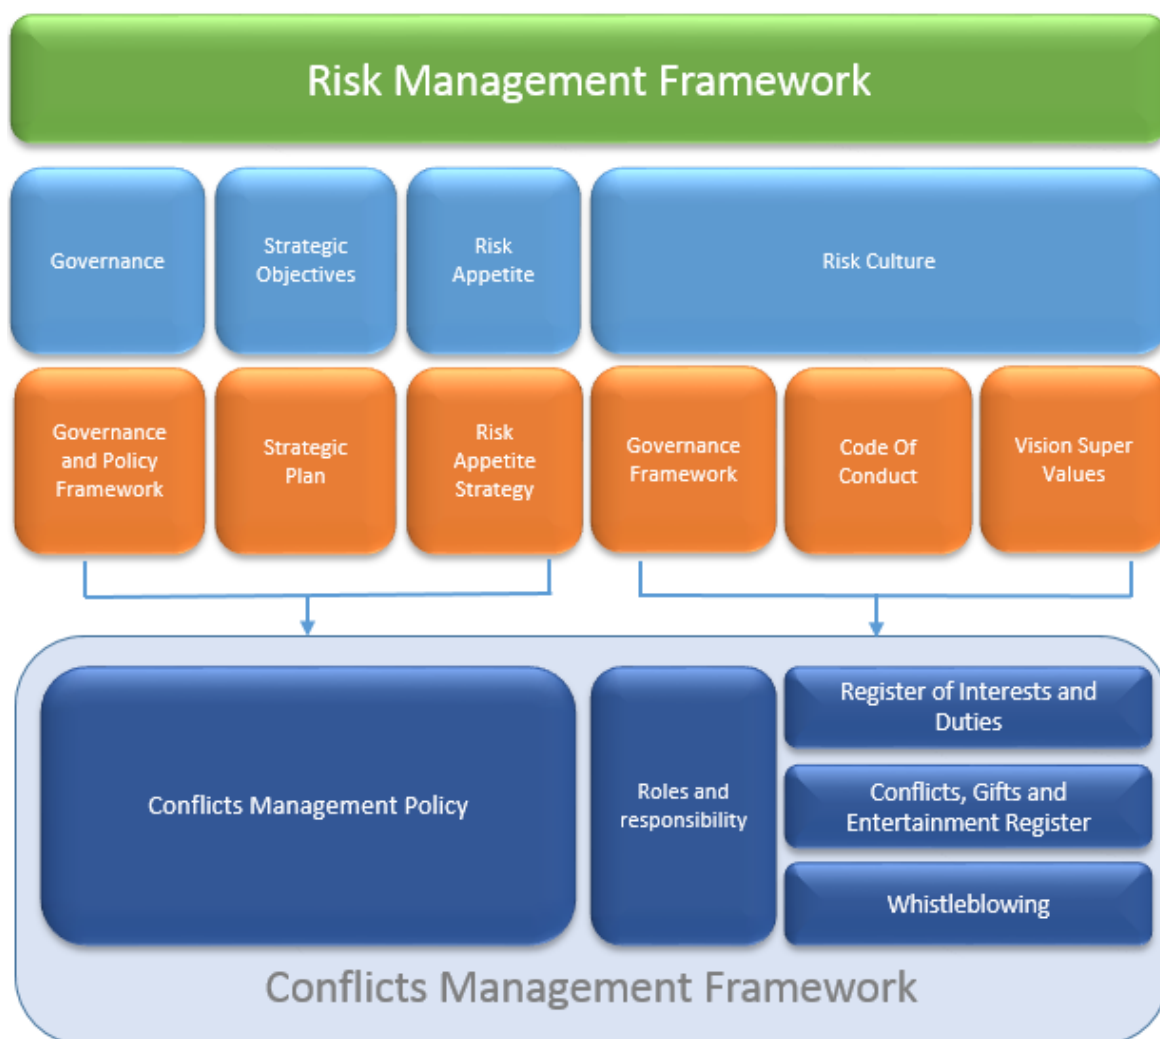 Risk Management Framework
Governance
Strategic
Objectives
Risk
Appetite
Risk Culture
Governance
and Policy
Framework
Strategic
Plan
Risk
Appetite
Strategy
Governance
Framework
Code Of
Conduct
Vision Super
Values
Conflicts Management Policy
Roles and
responsibility
Register of Interests and
Duties
Conflicts, Gifts and
Entertainment Register
Whistleblowing
Conflicts Management Framework